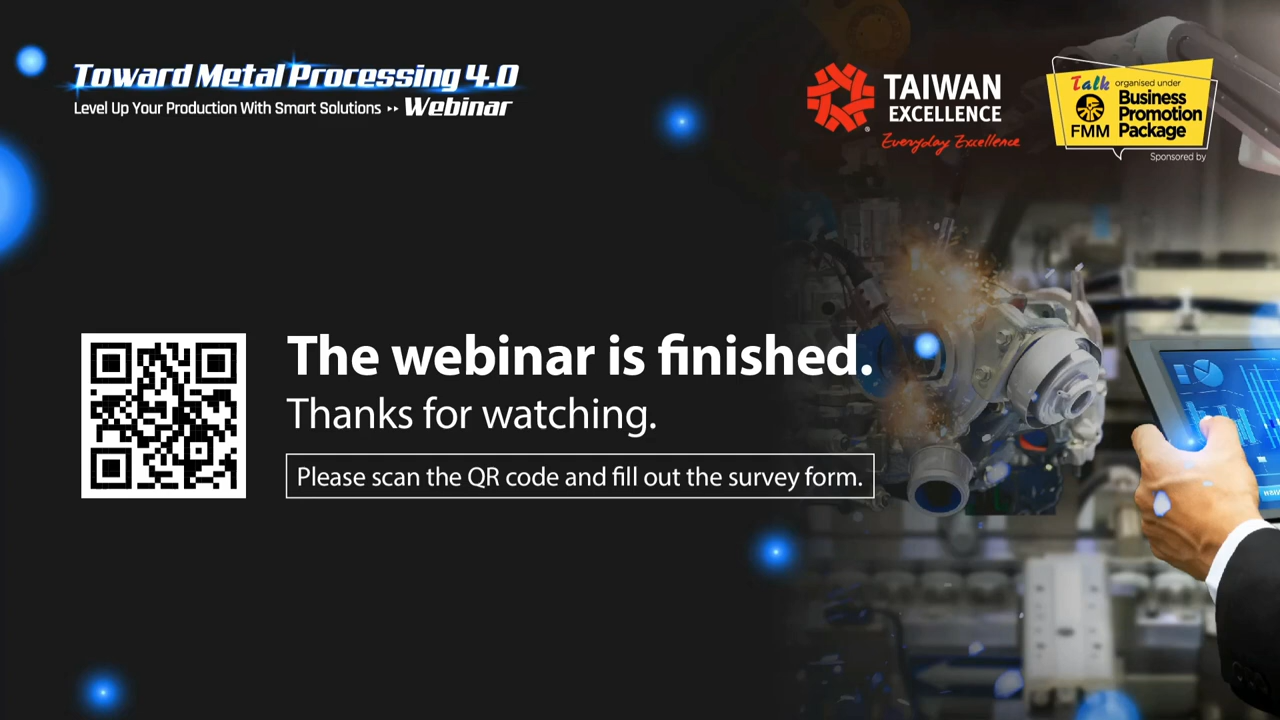 Toward Metal Processing 4.0
Level Up Your Production With Smart Solutions ▸▸ Webinar
TAIWAN
EXCELLENCE
®
Everyday Excellence
Talk organised under
FMM
Business
Promotion
Package
Sponsored by
The webinar is finished.
Thanks for watching.
Please scan the QR code and fill out the survey form.